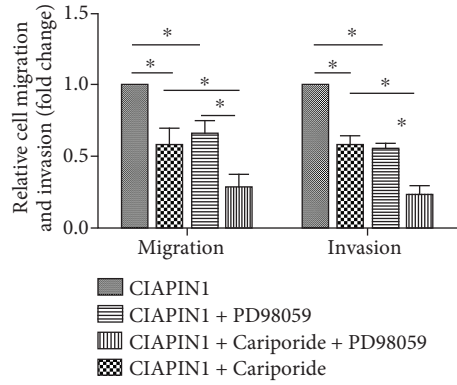 Relative cell migration
and invasion (fold change)
1.5
1.0
0.5
0.0
*
*
*
*
*
*
*
*
Migration
Invasion
CIAPIN1
CIAPIN1 + PD98059
CIAPIN1 + Cariporide + PD98059
CIAPIN1 + Cariporide